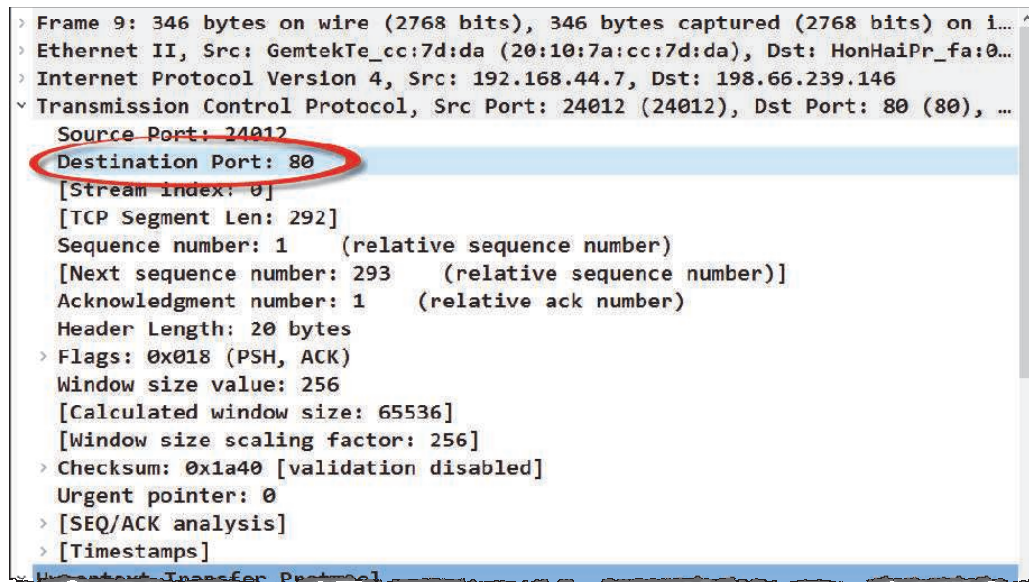 Frame 9: 346 bytes on wire (2768 bits), 346 bytes captured (2768 bits) on i…
Ethernet II, Src: GemtekTe_cc:7d:da (20:10:7a:cc:7d:da), Dst: HonHaiPr_fa:0…
Internet Protocol Version 4, Src: 192.168.44.7, Dst: 198.66.239.146
Transmission Control Protocol, Src Port: 24012 (24012), Dst Port: 80 (80), …
Source Port: 24012
Destination Port: 80
[Stream index: 0]
[TCP Segment Len: 292]
Sequence number: 1    (relative sequence number)
[Next sequence number: 293    (relative sequence number)]
Acknowledgment number: 1    (relative ack number)
Header Length: 20 bytes
Flags: 0x018 (PSH, ACK)
Window size value: 256
[Calculated window size: 65536]
[Window size scaling factor: 256]
Checksum: 0x1a40 [validation disabled]
Urgent pointer: 0
[SEQ/ACK analysis]
[Timestamps]
Hypertext Transfer Protocol